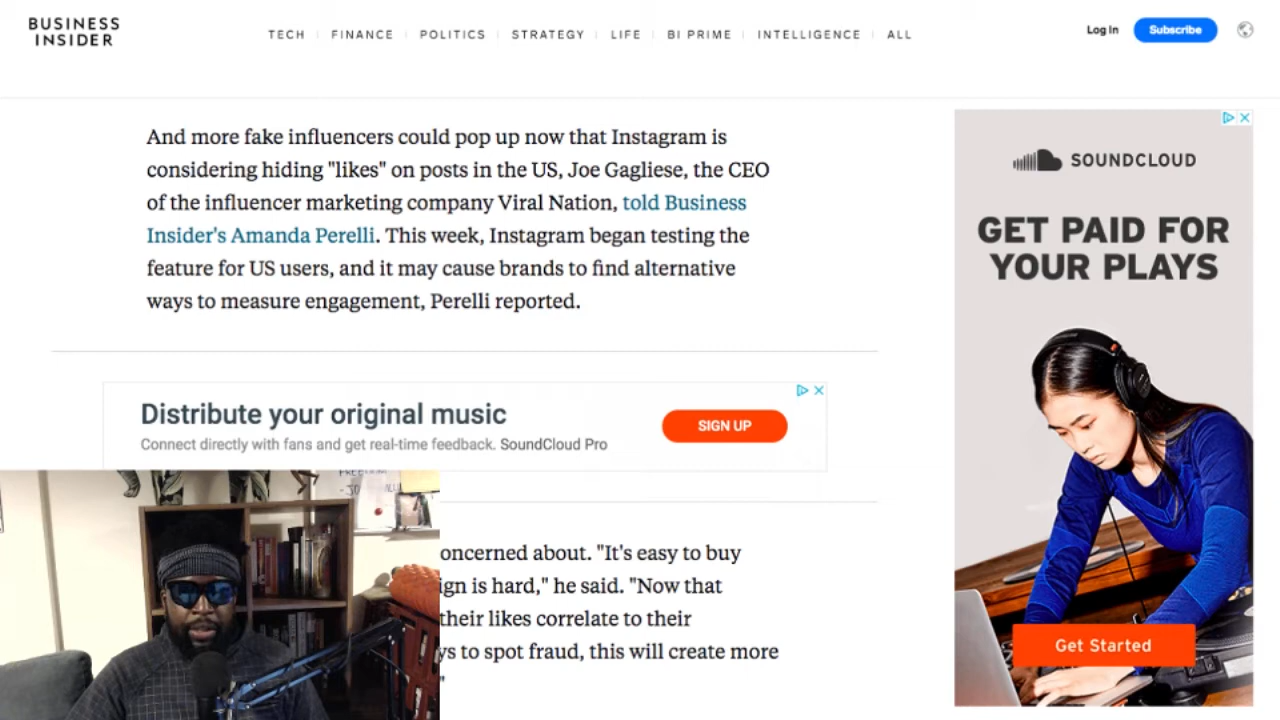 BUSINESS
INSIDER
TECH
FINANCE
POLITICS
STRATEGY
LIFE
BI PRIME
INTELLIGENCE
ALL
Log In
Subscribe
And more fake influencers could pop up now that Instagram is
considering hiding "likes" on posts in the US, Joe Gagliese, the CEO
of the influencer marketing company Viral Nation, told Business
Insider's Amanda Perelli. This week, Instagram began testing the
feature for US users, and it may cause brands to find alternative
ways to measure engagement, Perelli reported.
Distribute your original music
Connect directly with fans and get real-time feedback. SoundCloud Pro
SIGN UP
oncerned about. "It's easy to buy
ign is hard," he said. "Now that
their likes correlate to their
ys to spot fraud, this will create more
"
SOUNDCLOUD
GET PAID FOR
YOUR PLAYS
Get Started